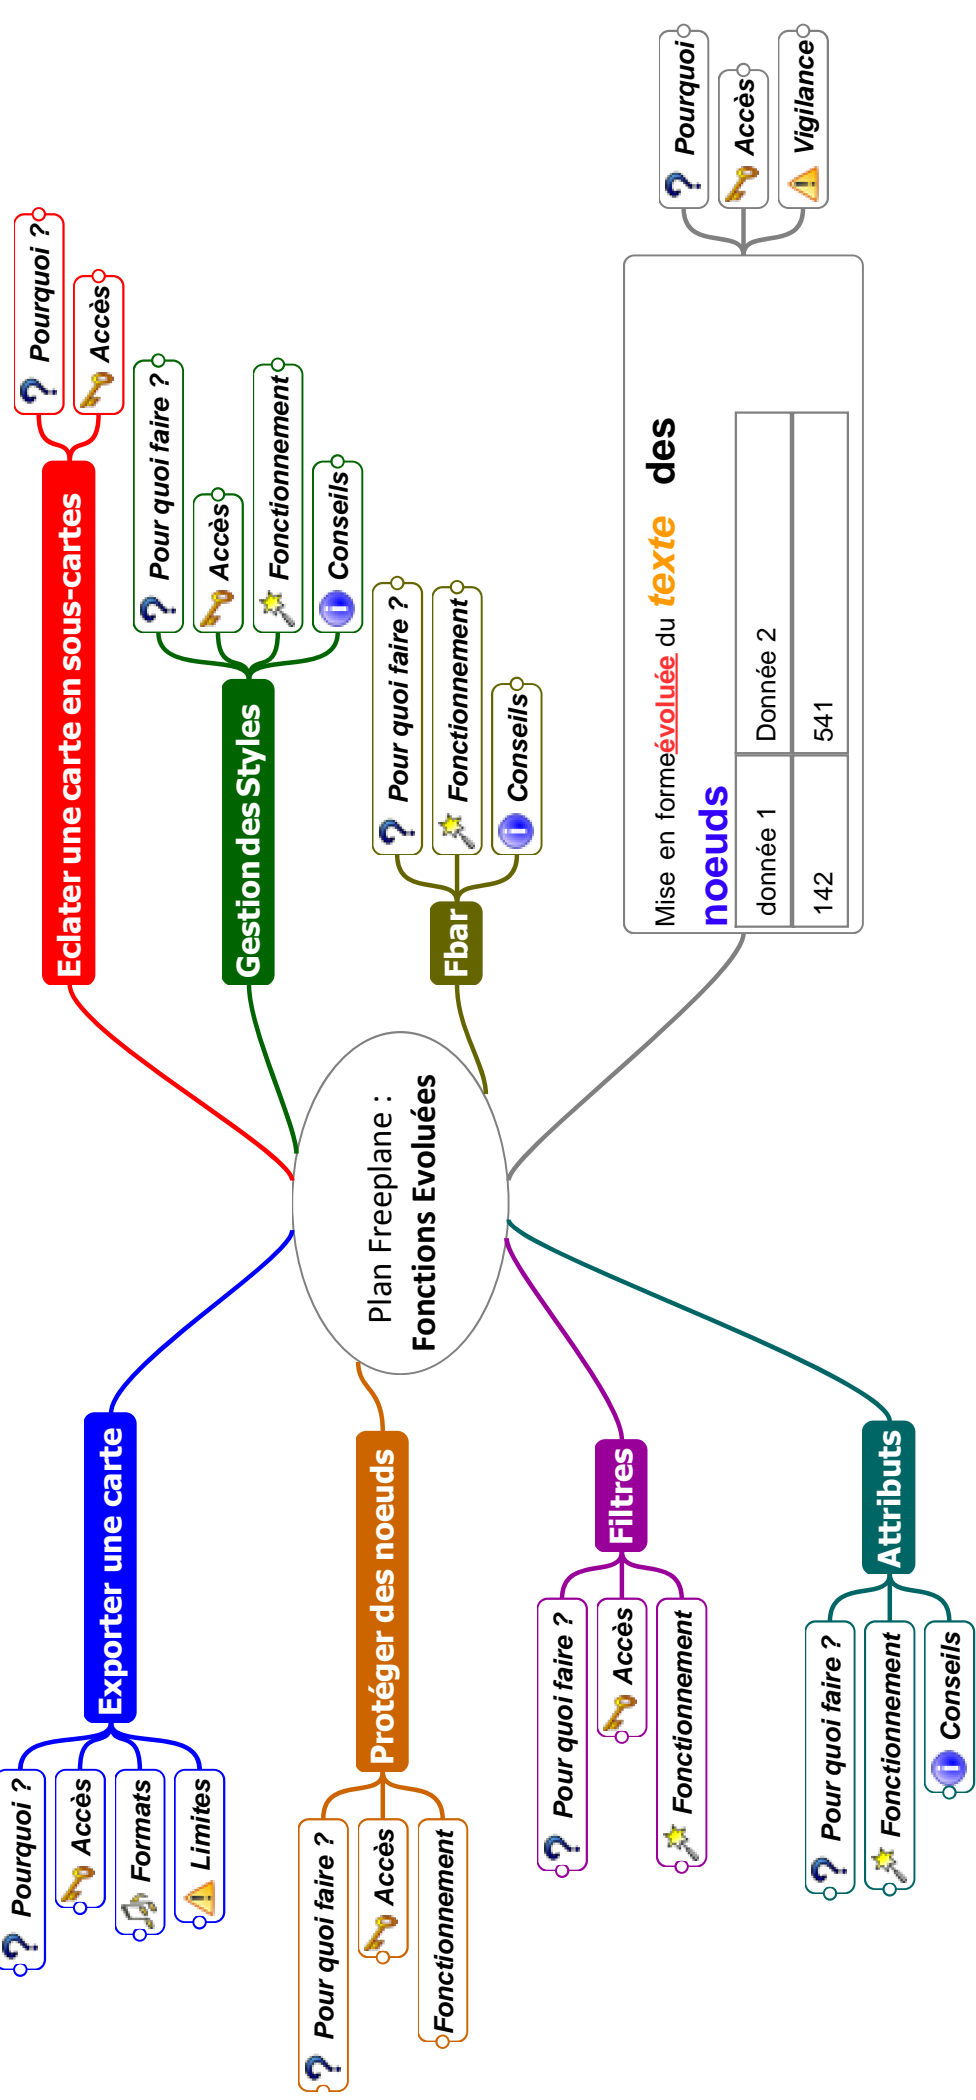 Plan Freeplane :
Fonctions Evoluées
Eclater une carte en sous-cartes
Pourquoi ?
Accès
Gestion des Styles
Pour quoi faire ?
Accès
Fonctionnement
Conseils
Fbar
Pour quoi faire ?
Fonctionnement
Conseils
Mise en forme évoluée du texte des
noeuds
donnée 1 Donnée 2
142 541
Pourquoi
Accès
Vigilance
Exporter une carte
Pourquoi ?
Accès
Formats
Limites
Protéger des noeuds
Pour quoi faire ?
Accès
Fonctionnement
Filtres
Pour quoi faire ?
Accès
Fonctionnement
Attributs
Pour quoi faire ?
Fonctionnement
Conseils